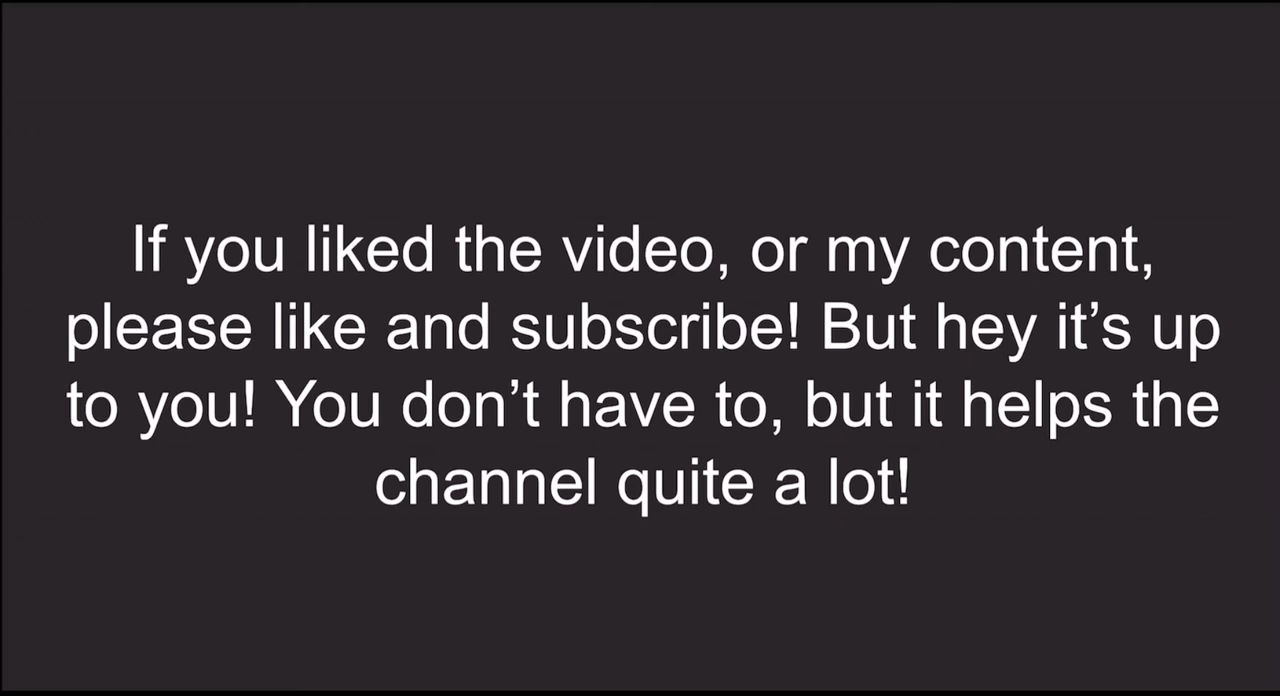 If you liked the video, or my content,
please like and subscribe! But hey it’s up
to you! You don’t have to, but it helps the
channel quite a lot!